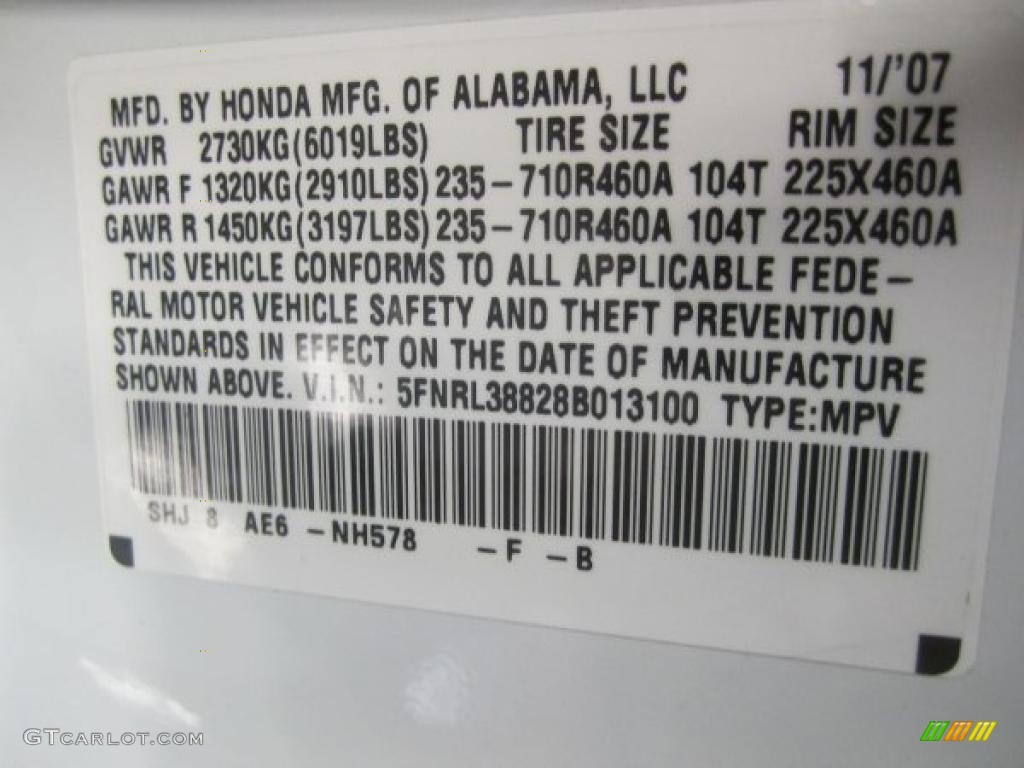 MFD. BY HONDA MFG. OF ALABAMA, LLC 11/'07
GVWR 2730KG(6019LBS) TIRE SIZE RIM SIZE
GAWR F 1320KG(2910LBS) 235-710R460A 104T 225X460A
GAWR R 1450KG(3197LBS) 235-710R460A 104T 225X460A
THIS VEHICLE CONFORMS TO ALL APPLICABLE FEDE-
RAL MOTOR VEHICLE SAFETY AND THEFT PREVENTION
STANDARDS IN EFFECT ON THE DATE OF MANUFACTURE
SHOWN ABOVE. V.I.N.: 5FNRL38828B013100 TYPE:MPV
SHJ 8 AE6 -NH578 -F -B
GTCARLOT.COM